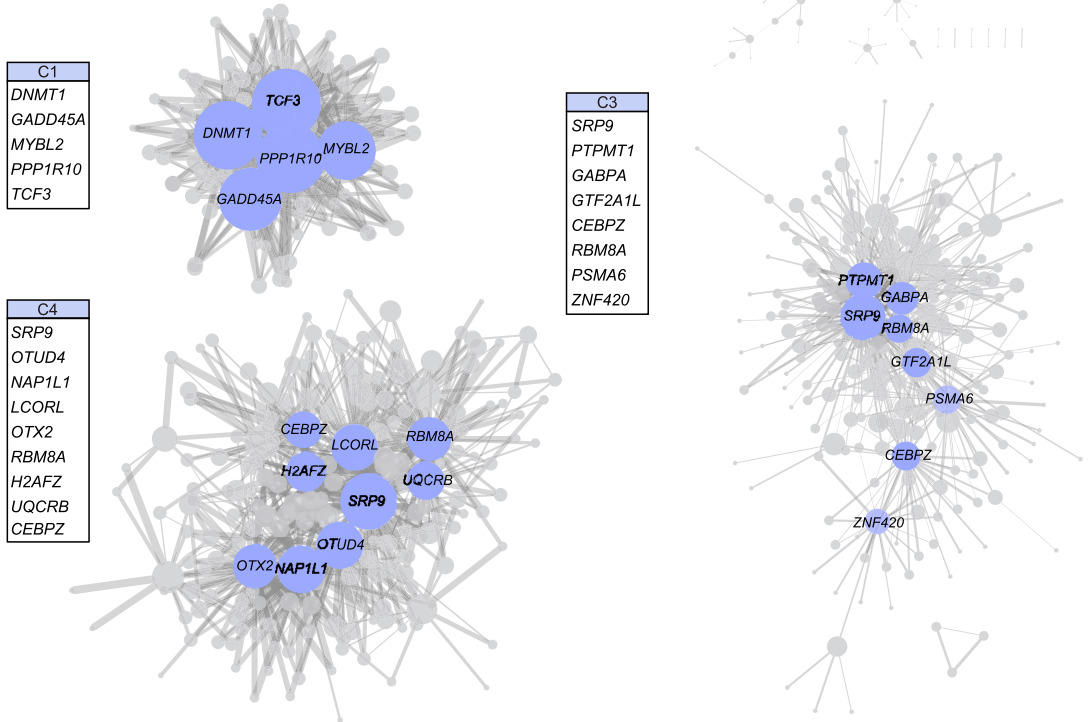 C1
DNMT1
GADD45A
MYBL2
PPP1R10
TCF3
TCF3
DNMT1
PPP1R10
MYBL2
GADD45A
C3
SRP9
PTPMT1
GABPA
GTF2A1L
CEBPZ
RBM8A
PSMA6
ZNF420
PTPMT1
GABPA
SRP9
RBM8A
GTF2A1L
PSMA6
CEBPZ
ZNF420
C4
SRP9
OTUD4
NAP1L1
LCORL
OTX2
RBM8A
H2AFZ
UQCRB
CEBPZ
CEBPZ
LCORL
RBM8A
H2AFZ
UQCRB
SRP9
OTUD4
OTX2
NAP1L1